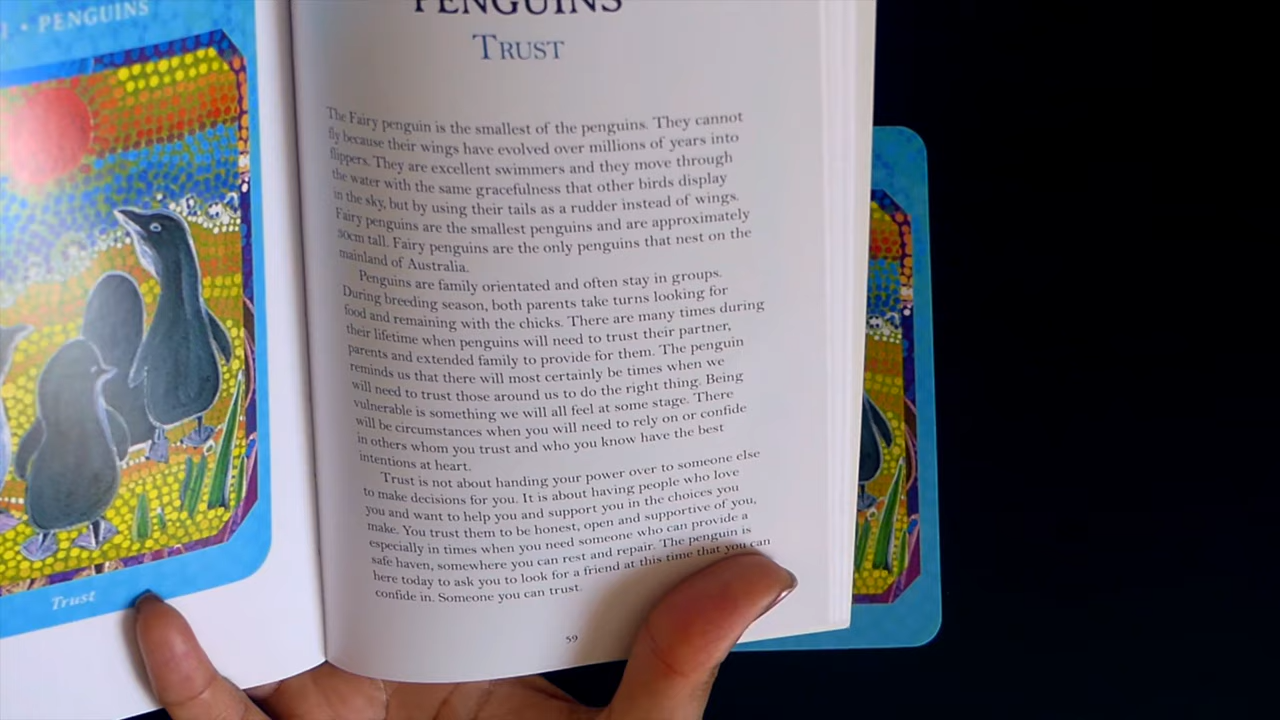 I • PENGUINS
Trust
PENGUINS
TRUST
The Fairy penguin is the smallest of the penguins. They cannot
fly because their wings have evolved over millions of years into
flippers. They are excellent swimmers and they move through
the water with the same gracefulness that other birds display
in the sky, but by using their tails as a rudder instead of wings.
Fairy penguins are the smallest penguins and are approximately
30cm tall. Fairy penguins are the only penguins that nest on the
mainland of Australia.
Penguins are family orientated and often stay in groups.
During breeding season, both parents take turns looking for
food and remaining with the chicks. There are many times during
their lifetime when penguins will need to trust their partner,
parents and extended family to provide for them. The penguin
reminds us that there will most certainly be times when we
will need to trust those around us to do the right thing. Being
vulnerable is something we will all feel at some stage. There
will be circumstances when you will need to rely on or confide
in others whom you trust and who you know have the best
intentions at heart.
Trust is not about handing your power over to someone else
to make decisions for you. It is about having people who love
you and want to help you and support you in the choices you
make. You trust them to be honest, open and supportive of you,
especially in times when you need someone who can provide a
safe haven, somewhere you can rest and repair. The penguin is
here today to ask you to look for a friend at this time that you can
confide in. Someone you can trust.
59